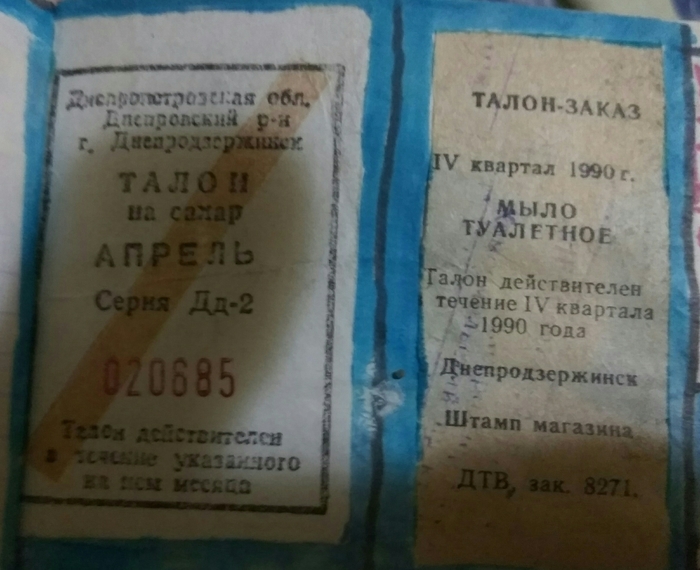 Днепропетровская обл.
Днепровский р-н
г. Днепродзержинск
ТАЛОН
на сахар
АПРЕЛЬ
Серия Дд-2
020685
Талон действителен
в течение указанного
на нем месяца
ТАЛОН-ЗАКАЗ
IV квартал 1990 г.
МЫЛО
ТУАЛЕТНОЕ
Талон действителен
течение IV квартала
1990 года
Днепродзержинск
Штамп магазина
ДТВ, зак. 8271.